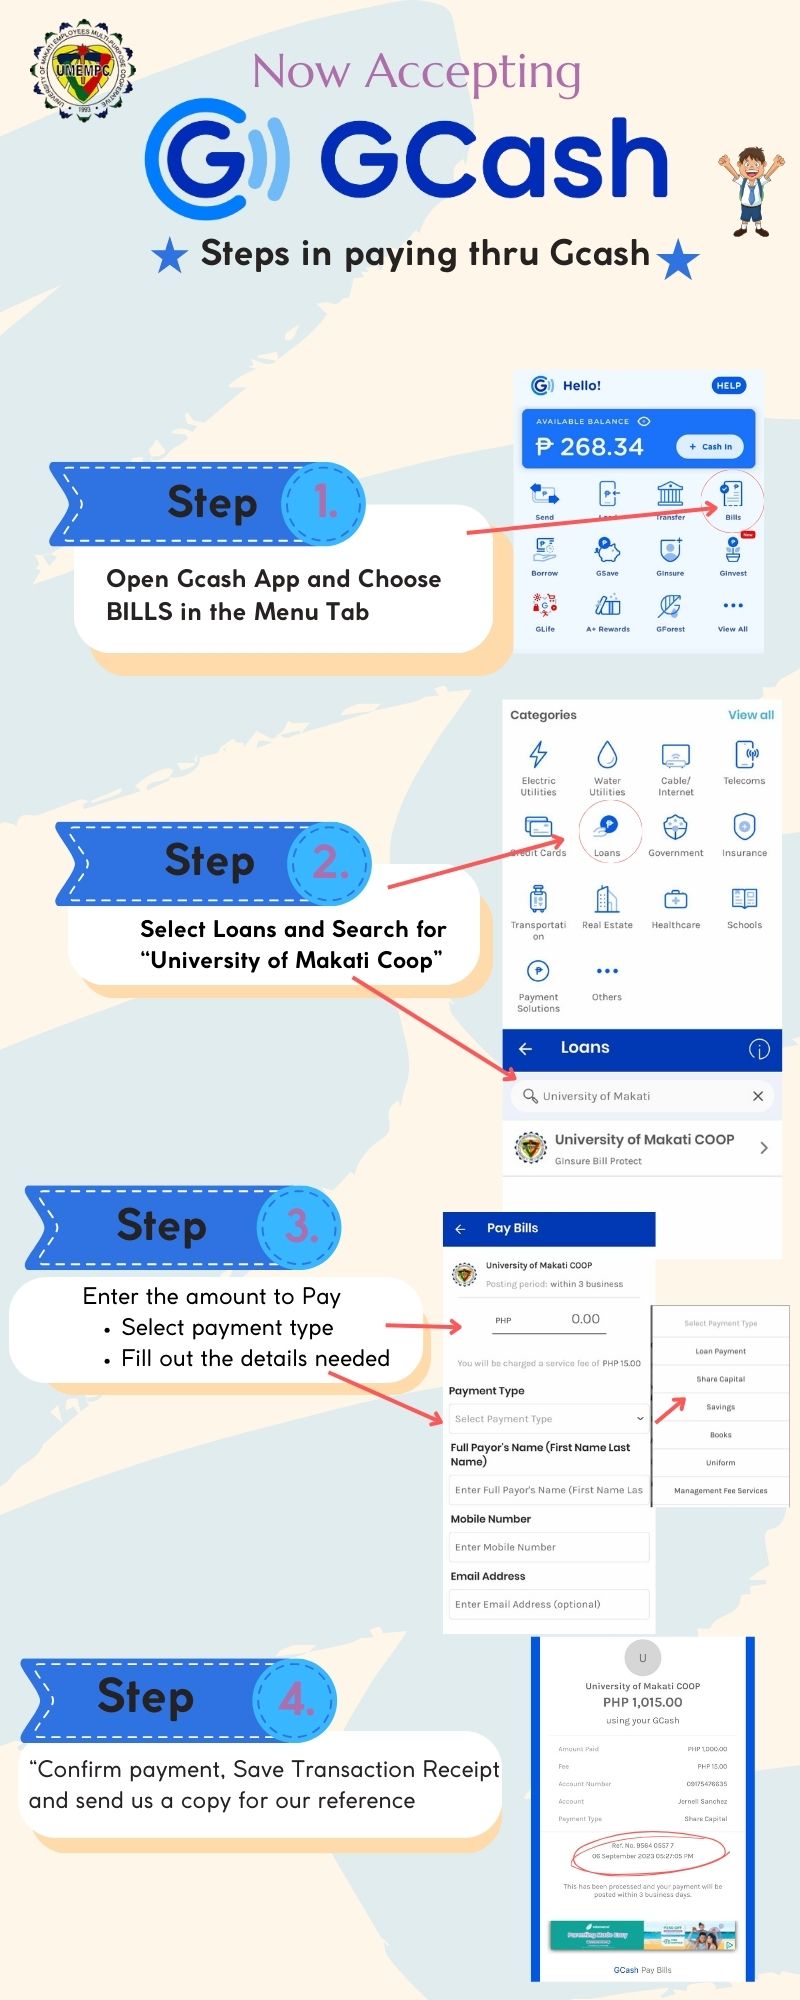 UNIVERSITY OF MAKATI EMPLOYEES MULTI-PURPOSE COOPERATIVE
UMEMPC
1993
Now Accepting
G GCash
Steps in paying thru Gcash
Hello!
HELP
AVAILABLE BALANCE
₱ 268.34
+ Cash In
Send
Transfer
Bills
New
Borrow
GSave
GInsure
GInvest
GLife
A+ Rewards
GForest
View All
Step 1.
Open Gcash App and Choose
BILLS in the Menu Tab
Categories
View all
Electric
Utilities
Water
Utilities
Cable/
Internet
Telecoms
Credit Cards
Loans
Government
Insurance
Transportati
on
Real Estate
Healthcare
Schools
Payment
Solutions
Others
Step 2.
Select Loans and Search for
“University of Makati Coop”
Loans
University of Makati
University of Makati COOP
GInsure Bill Protect
Step 3.
Enter the amount to Pay
• Select payment type
• Fill out the details needed
Pay Bills
University of Makati COOP
Posting period: within 3 business
PHP 0.00
You will be charged a service fee of PHP 15.00
Payment Type
Select Payment Type
Full Payor's Name (First Name Last
Name)
Enter Full Payor's Name (First Name Las
Mobile Number
Enter Mobile Number
Email Address
Enter Email Address (optional)
Select Payment Type
Loan Payment
Share Capital
Savings
Books
Uniform
Management Fee Services
Step 4.
“Confirm payment, Save Transaction Receipt
and send us a copy for our reference
U
University of Makati COOP
PHP 1,015.00
using your GCash
Amount Paid PHP 1,000.00
Fee PHP 15.00
Account Number 09175476635
Account Jernell Sanchez
Payment Type Share Capital
Ref. No. 9584 0557 7
06 September 2023 05:27:05 PM
This has been processed and your payment will be
posted within 3 business days.
Parenting Made Easy
GCash Pay Bills